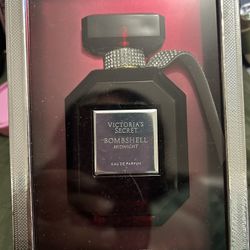 VICTORIA'S
SECRET
BOMBSHELL
MIDNIGHT
EAU DE PARFUM